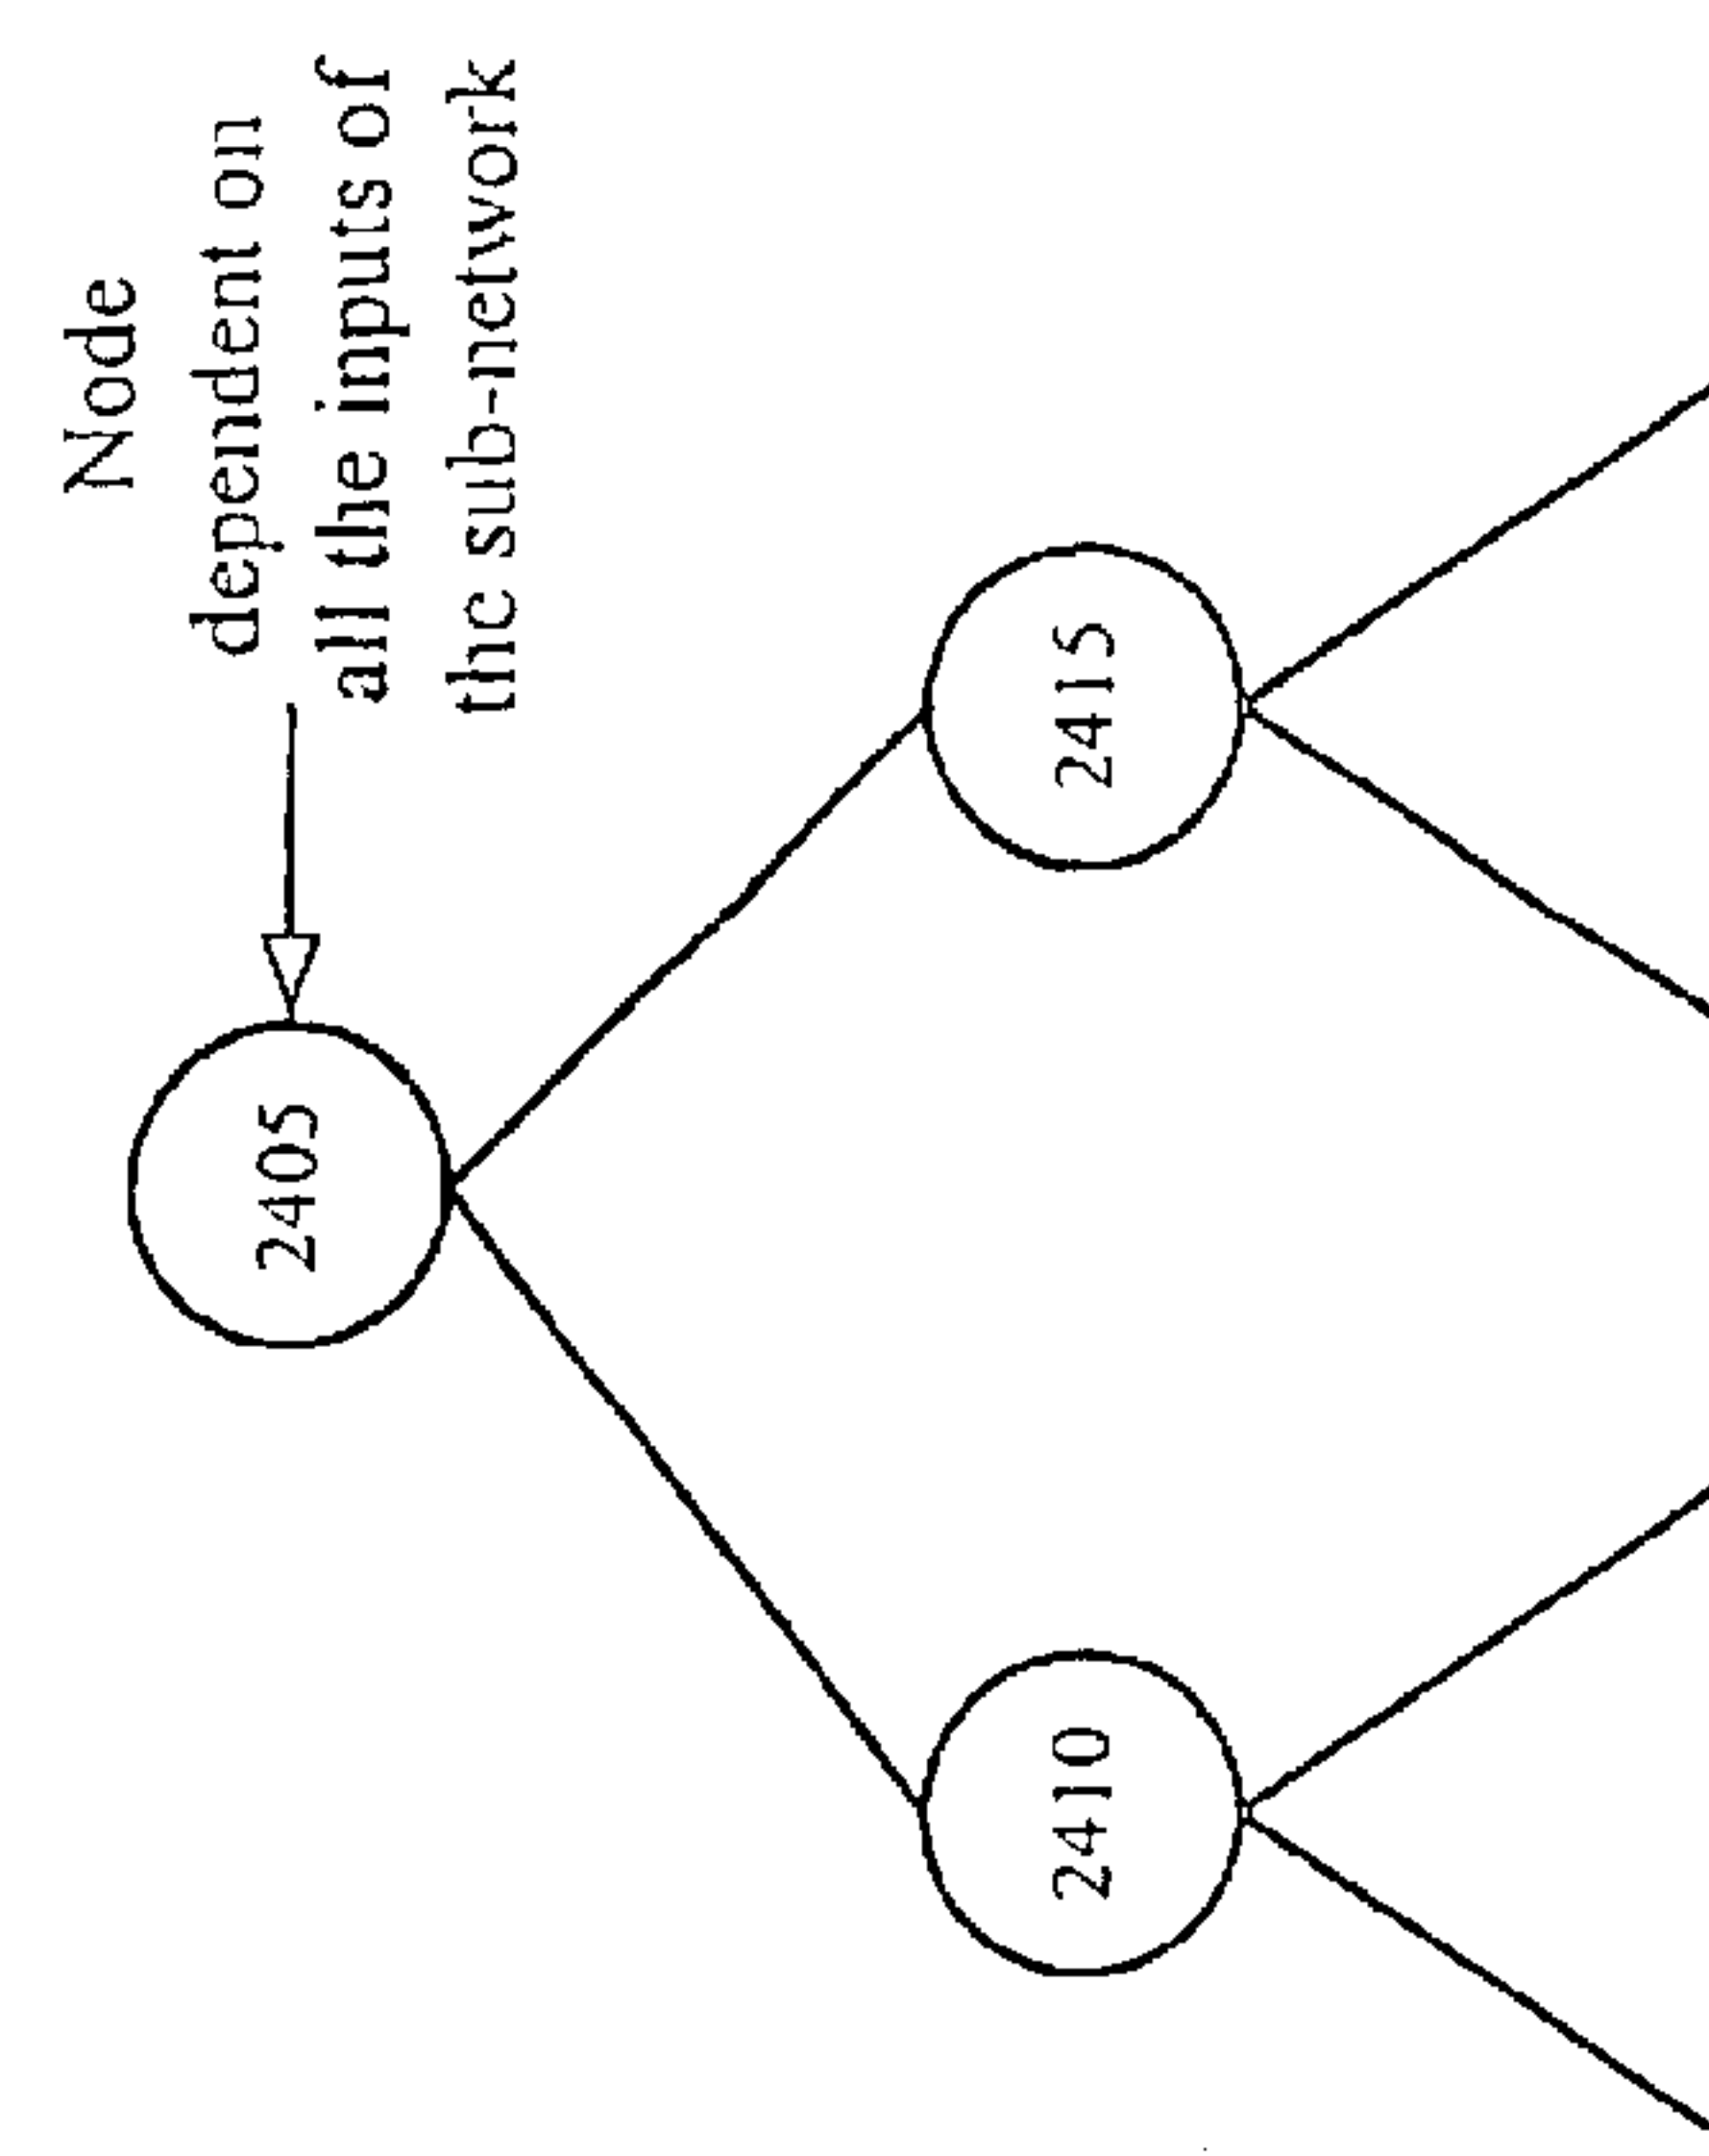 Node
dependent on
all the inputs of
the sub-network
2405
2410
2415